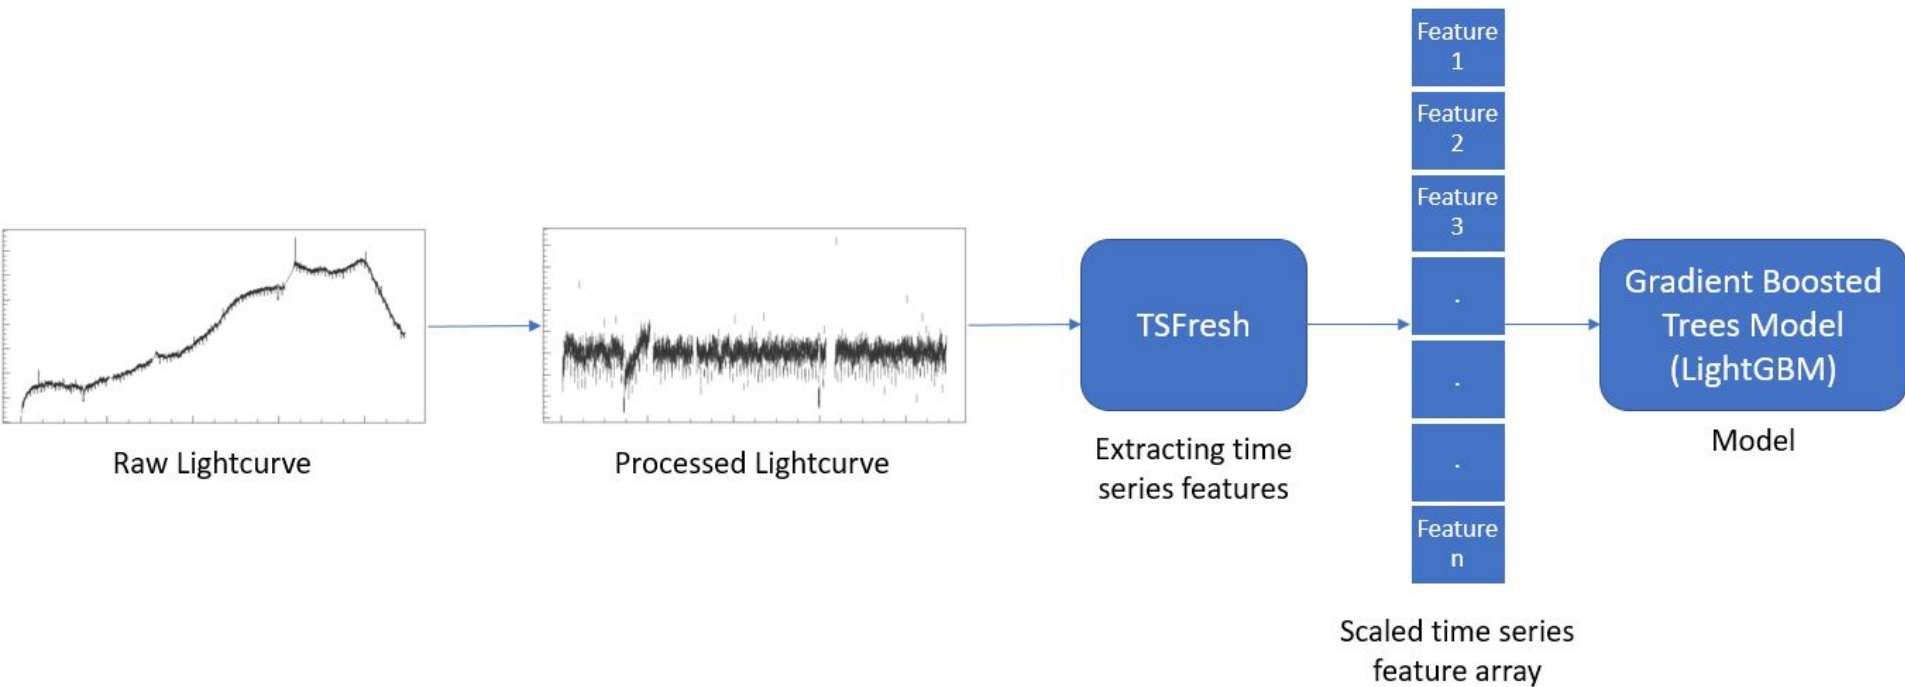 Raw Lightcurve
Processed Lightcurve
TSFresh
Extracting time
series features
Feature
1
Feature
2
Feature
3
.
.
.
Feature
n
Scaled time series
feature array
Gradient Boosted
Trees Model
(LightGBM)
Model